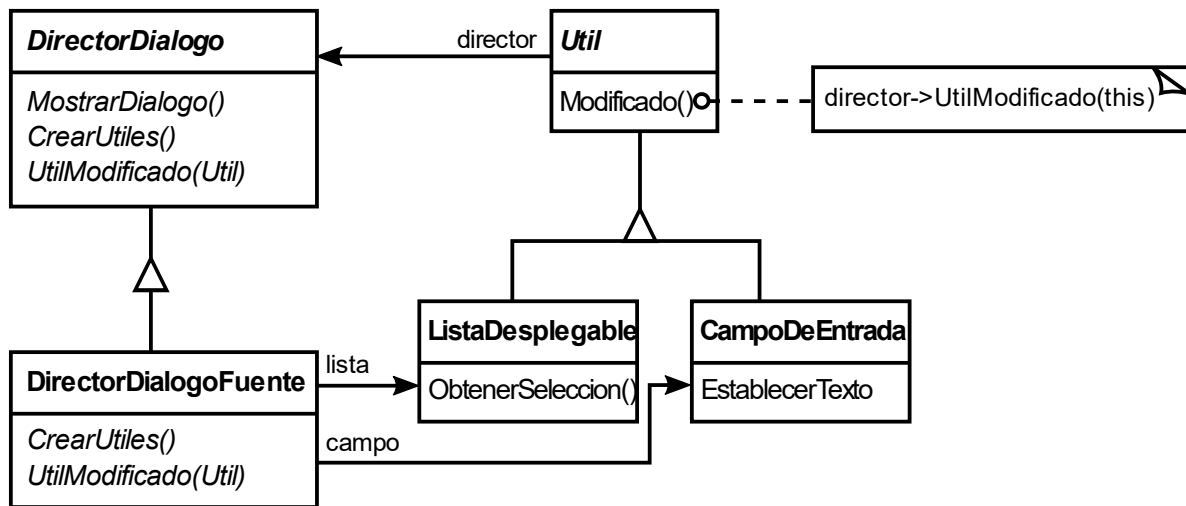 DirectorDialogo
MostrarDialogo()
CrearUtiles()
UtilModificado(Util)
director
Util
Modificado()
director->UtilModificado(this)
ListaDesplegable
ObtenerSeleccion()
CampoDeEntrada
EstablecerTexto
DirectorDialogoFuente
CrearUtiles()
UtilModificado(Util)
lista
campo